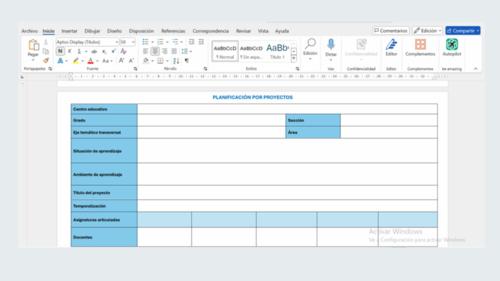 Archivo Inicio Insertar Dibujar Diseño Disposición Referencias Correspondencia Revisar Vista Ayuda
Comentarios Edición Compartir
Aptos Display (Títulos)
Pegar
AaBbCcD AaBbCcD AaBb
Normal Título 1
Edición Dictar Confidencialidad Editor Complementos Autopilot
Portapapeles Fuente Párrafo Estilos Voz Confidencialidad Editor Complementos be amazing
PLANIFICACIÓN POR PROYECTOS
Centro educativo
Grado Sección
Eje temático transversal Área
Situación de aprendizaje
Ambiente de aprendizaje
Título del proyecto
Temporalización
Asignaturas articuladas
Docentes
Activar Windows
Ve a Configuración para activar Windows.